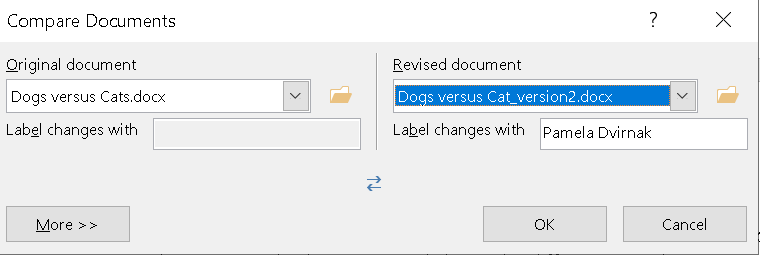 Compare Documents ?
Original document
Dogs versus Cats.docx
Label changes with
Revised document
Dogs versus Cat_version2.docx
Label changes with Pamela Dvirnak
More >> OK Cancel